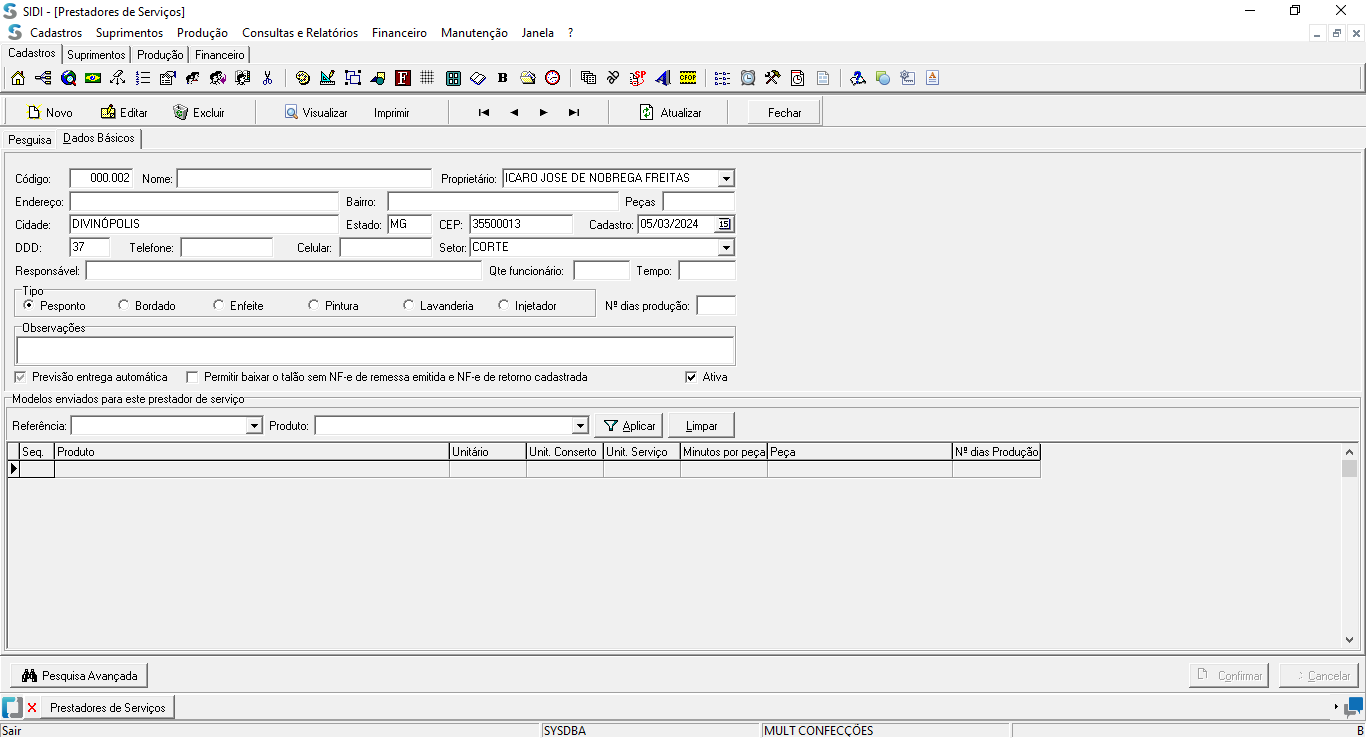 SIDI - [Prestadores de Serviços]
Cadastros Suprimentos Produção Consultas e Relatórios Financeiro Manutenção Janela ?
Cadastros Suprimentos Produção Financeiro
F B SP CFOP A
Novo Editar Excluir Visualizar Imprimir Atualizar Fechar
Pesquisa Dados Básicos
Código: 000.002 Nome: Proprietário: ICARO JOSE DE NOBREGA FREITAS
Endereço: Bairro: Peças
Cidade: DIVINÓPOLIS Estado: MG CEP: 35500013 Cadastro: 05/03/2024 15
DDD: 37 Telefone: Celular: Setor: CORTE
Responsável: Qte funcionário: Tempo:
Tipo
Pesponto Bordado Enfeite Pintura Lavanderia Injetador Nº dias produção:
Observações
Previsão entrega automática Permitir baixar o talão sem NF-e de remessa emitida e NF-e de retorno cadastrada Ativa
Modelos enviados para este prestador de serviço
Referência: Produto: Aplicar Limpar
Seq. Produto Unitário Unit. Conserto Unit. Serviço Minutos por peça Peça Nº dias Produção
Pesquisa Avançada Confirmar Cancelar
Prestadores de Serviços
Sair SYSDBA MULT CONFECÇÕES B